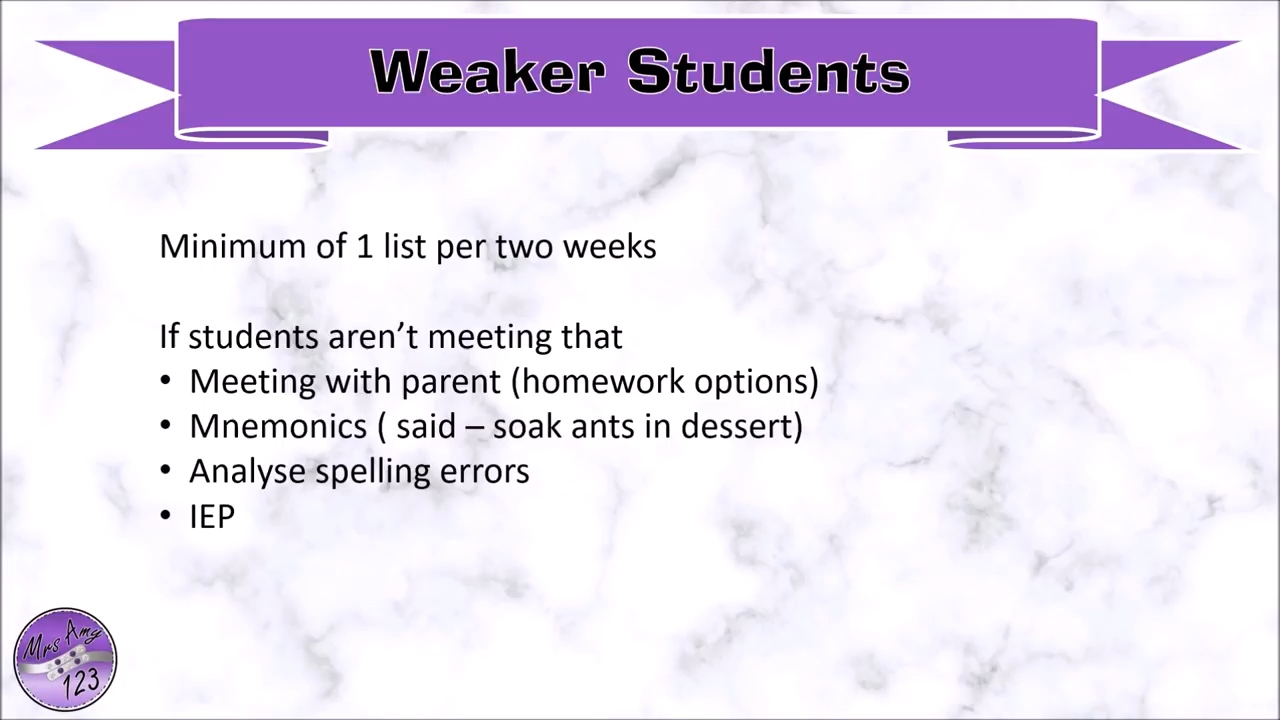 Weaker Students
Minimum of 1 list per two weeks
If students aren’t meeting that
• Meeting with parent (homework options)
• Mnemonics ( said – soak ants in dessert)
• Analyse spelling errors
• IEP
Mrs Amy
123